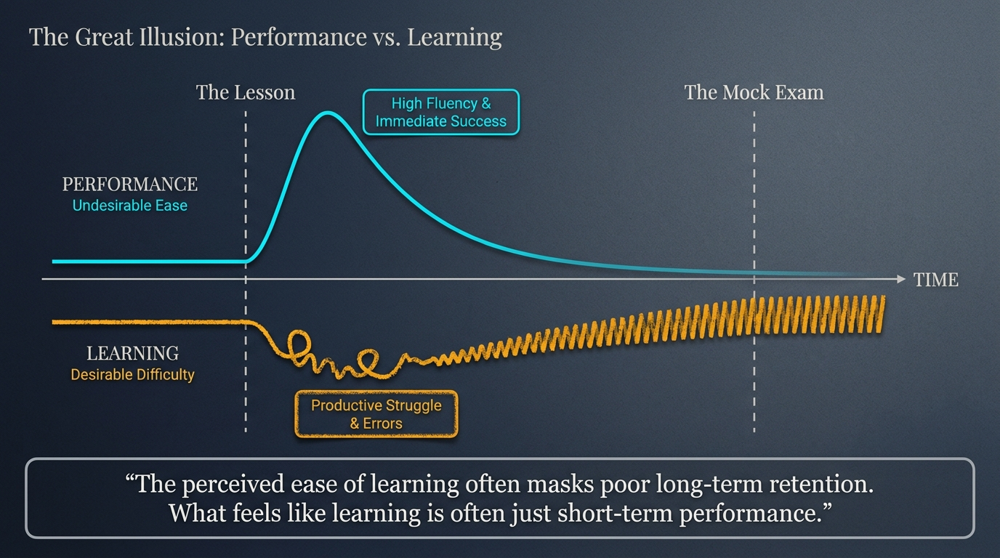 The Great Illusion: Performance vs. Learning
The Lesson
High Fluency &
Immediate Success
The Mock Exam
PERFORMANCE
Undesirable Ease
TIME
LEARNING
Desirable Difficulty
Productive Struggle
& Errors
“The perceived ease of learning often masks poor long-term retention.
What feels like learning is often just short-term performance.”